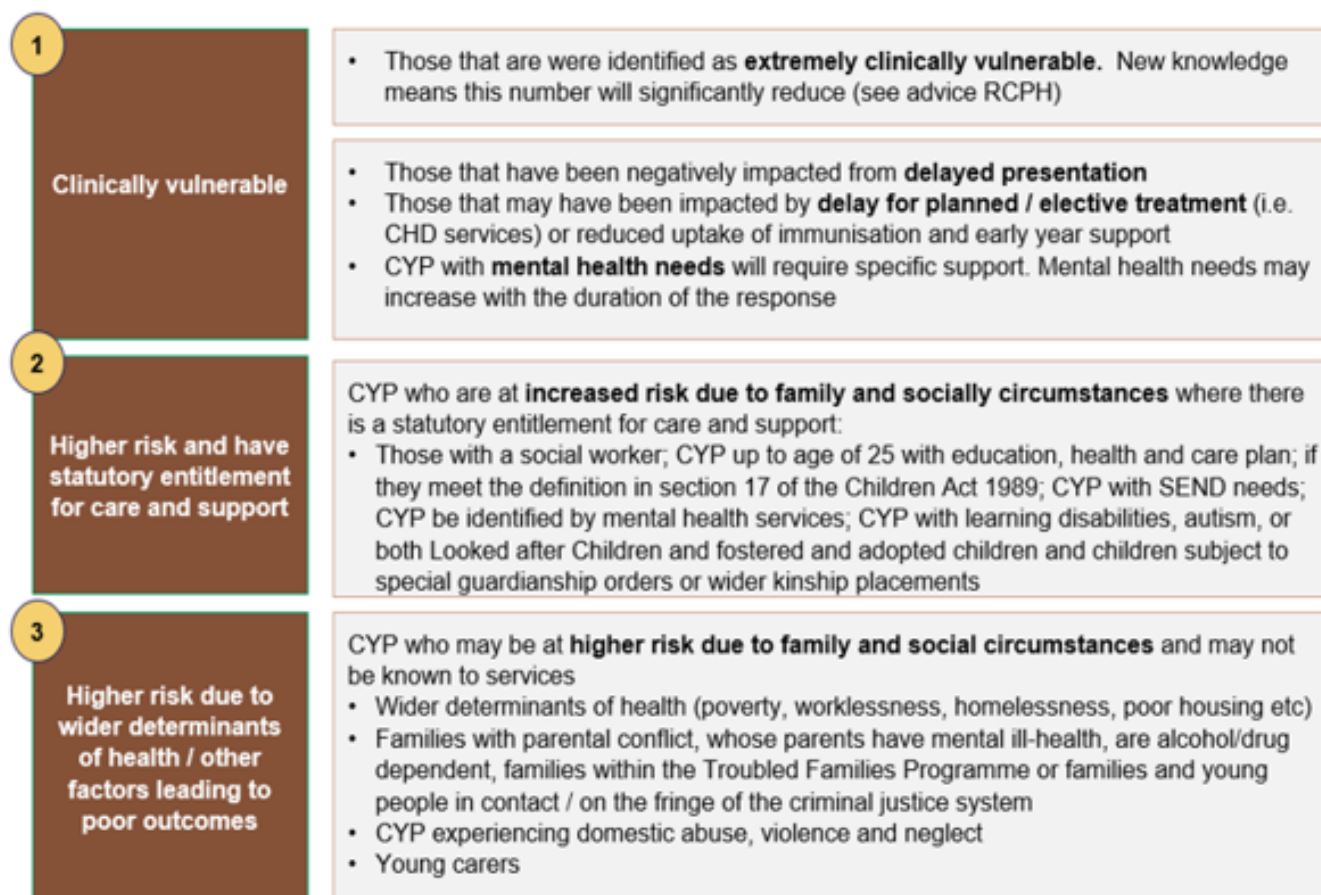 1
Clinically vulnerable
• Those that are were identified as extremely clinically vulnerable. New knowledge
means this number will significantly reduce (see advice RCPH)
• Those that have been negatively impacted from delayed presentation
• Those that may have been impacted by delay for planned / elective treatment (i.e.
CHD services) or reduced uptake of immunisation and early year support
• CYP with mental health needs will require specific support. Mental health needs may
increase with the duration of the response
2
Higher risk and have
statutory entitlement
for care and support
CYP who are at increased risk due to family and socially circumstances where there
is a statutory entitlement for care and support:
• Those with a social worker; CYP up to age of 25 with education, health and care plan; if
they meet the definition in section 17 of the Children Act 1989; CYP with SEND needs;
CYP be identified by mental health services; CYP with learning disabilities, autism, or
both Looked after Children and fostered and adopted children and children subject to
special guardianship orders or wider kinship placements
3
Higher risk due to
wider determinants
of health / other
factors leading to
poor outcomes
CYP who may be at higher risk due to family and social circumstances and may not
be known to services
• Wider determinants of health (poverty, worklessness, homelessness, poor housing etc)
• Families with parental conflict, whose parents have mental ill-health, are alcohol/drug
dependent, families within the Troubled Families Programme or families and young
people in contact / on the fringe of the criminal justice system
• CYP experiencing domestic abuse, violence and neglect
• Young carers